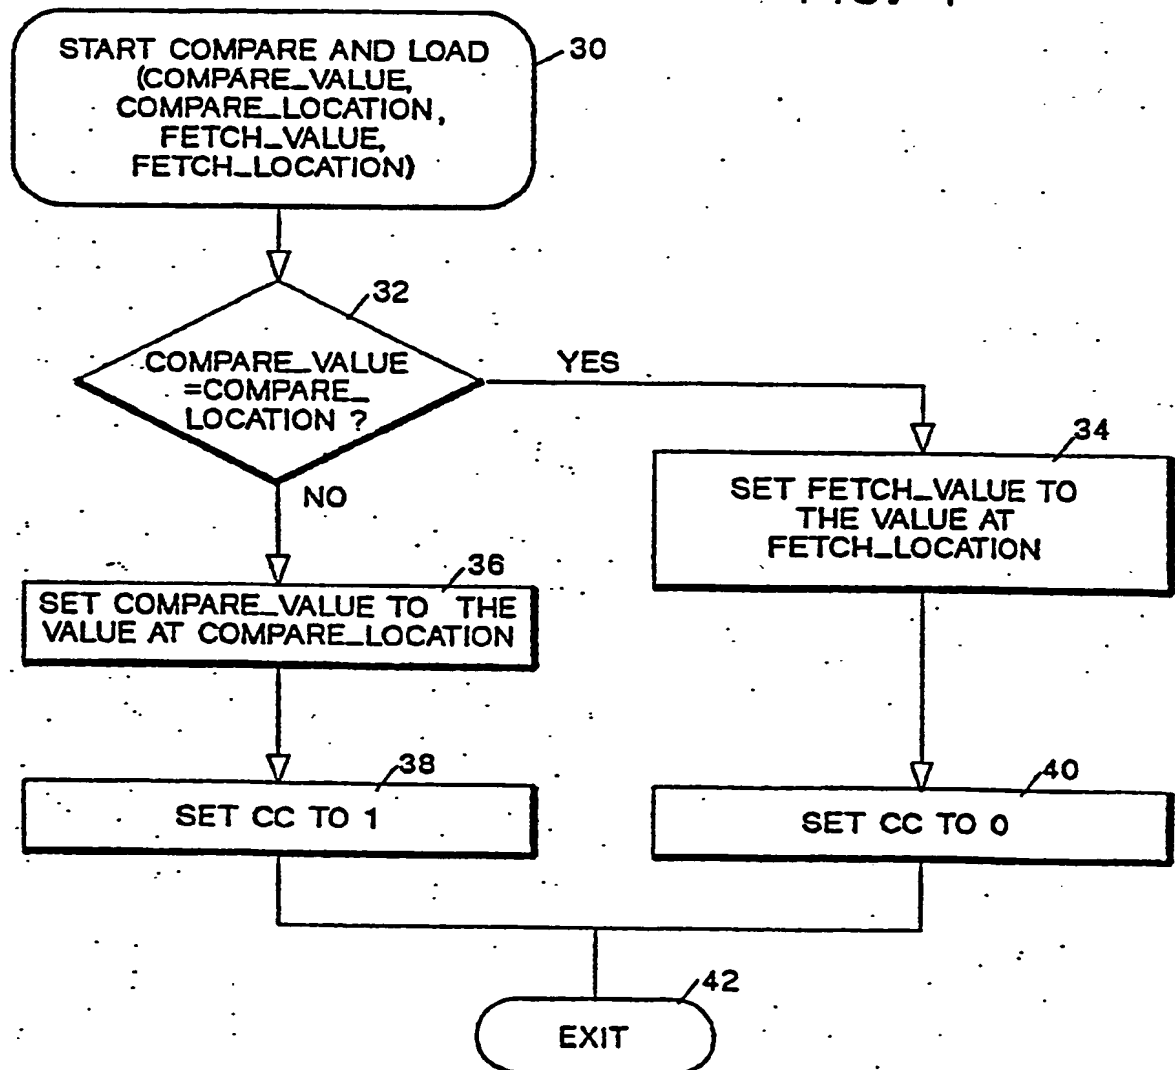 START COMPARE AND LOAD
(COMPARE_VALUE,
COMPARE_LOCATION,
FETCH_VALUE,
FETCH_LOCATION)
30
32
COMPARE_VALUE
=COMPARE_
LOCATION ?
YES
NO
34
SET FETCH_VALUE TO
THE VALUE AT
FETCH_LOCATION
36
SET COMPARE_VALUE TO THE
VALUE AT COMPARE_LOCATION
38
SET CC TO 1
40
SET CC TO 0
42
EXIT